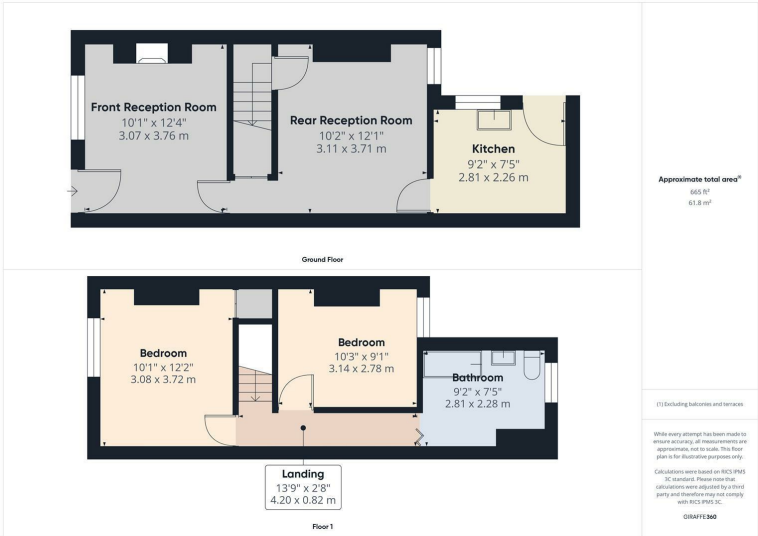 Front Reception Room
10'1" x 12'4"
3.07 x 3.76 m
Rear Reception Room
10'2" x 12'1"
3.11 x 3.71 m
Kitchen
9'2" x 7'5"
2.81 x 2.26 m
Ground Floor
Bedroom
10'1" x 12'2"
3.08 x 3.72 m
Bedroom
10'3" x 9'1"
3.14 x 2.78 m
Bathroom
9'2" x 7'5"
2.81 x 2.28 m
Landing
13'9" x 2'8"
4.20 x 0.82 m
Floor 1
Approximate total area⁽¹⁾
665 ft²
61.8 m²
(1) Excluding balconies and terraces
While every attempt has been made to
ensure accuracy, all measurements are
approximate, not to scale. This floor
plan is for illustrative purposes only.
Calculations were based on RICS IPMS
3C standard. Please note that
calculations were adjusted by a third
party and therefore may not comply
with RICS IPMS 3C.
GIRAFFE360